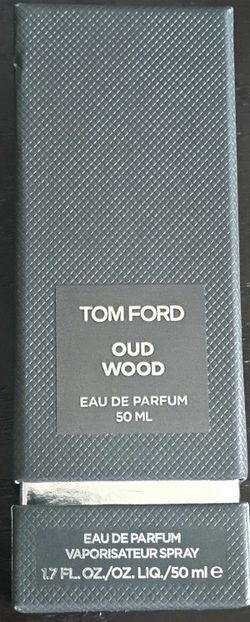 TOM FORD
OUD
WOOD
EAU DE PARFUM
50 ML
EAU DE PARFUM
VAPORISATEUR SPRAY
1.7 FL. OZ./OZ. LIQ./50 ml ℮